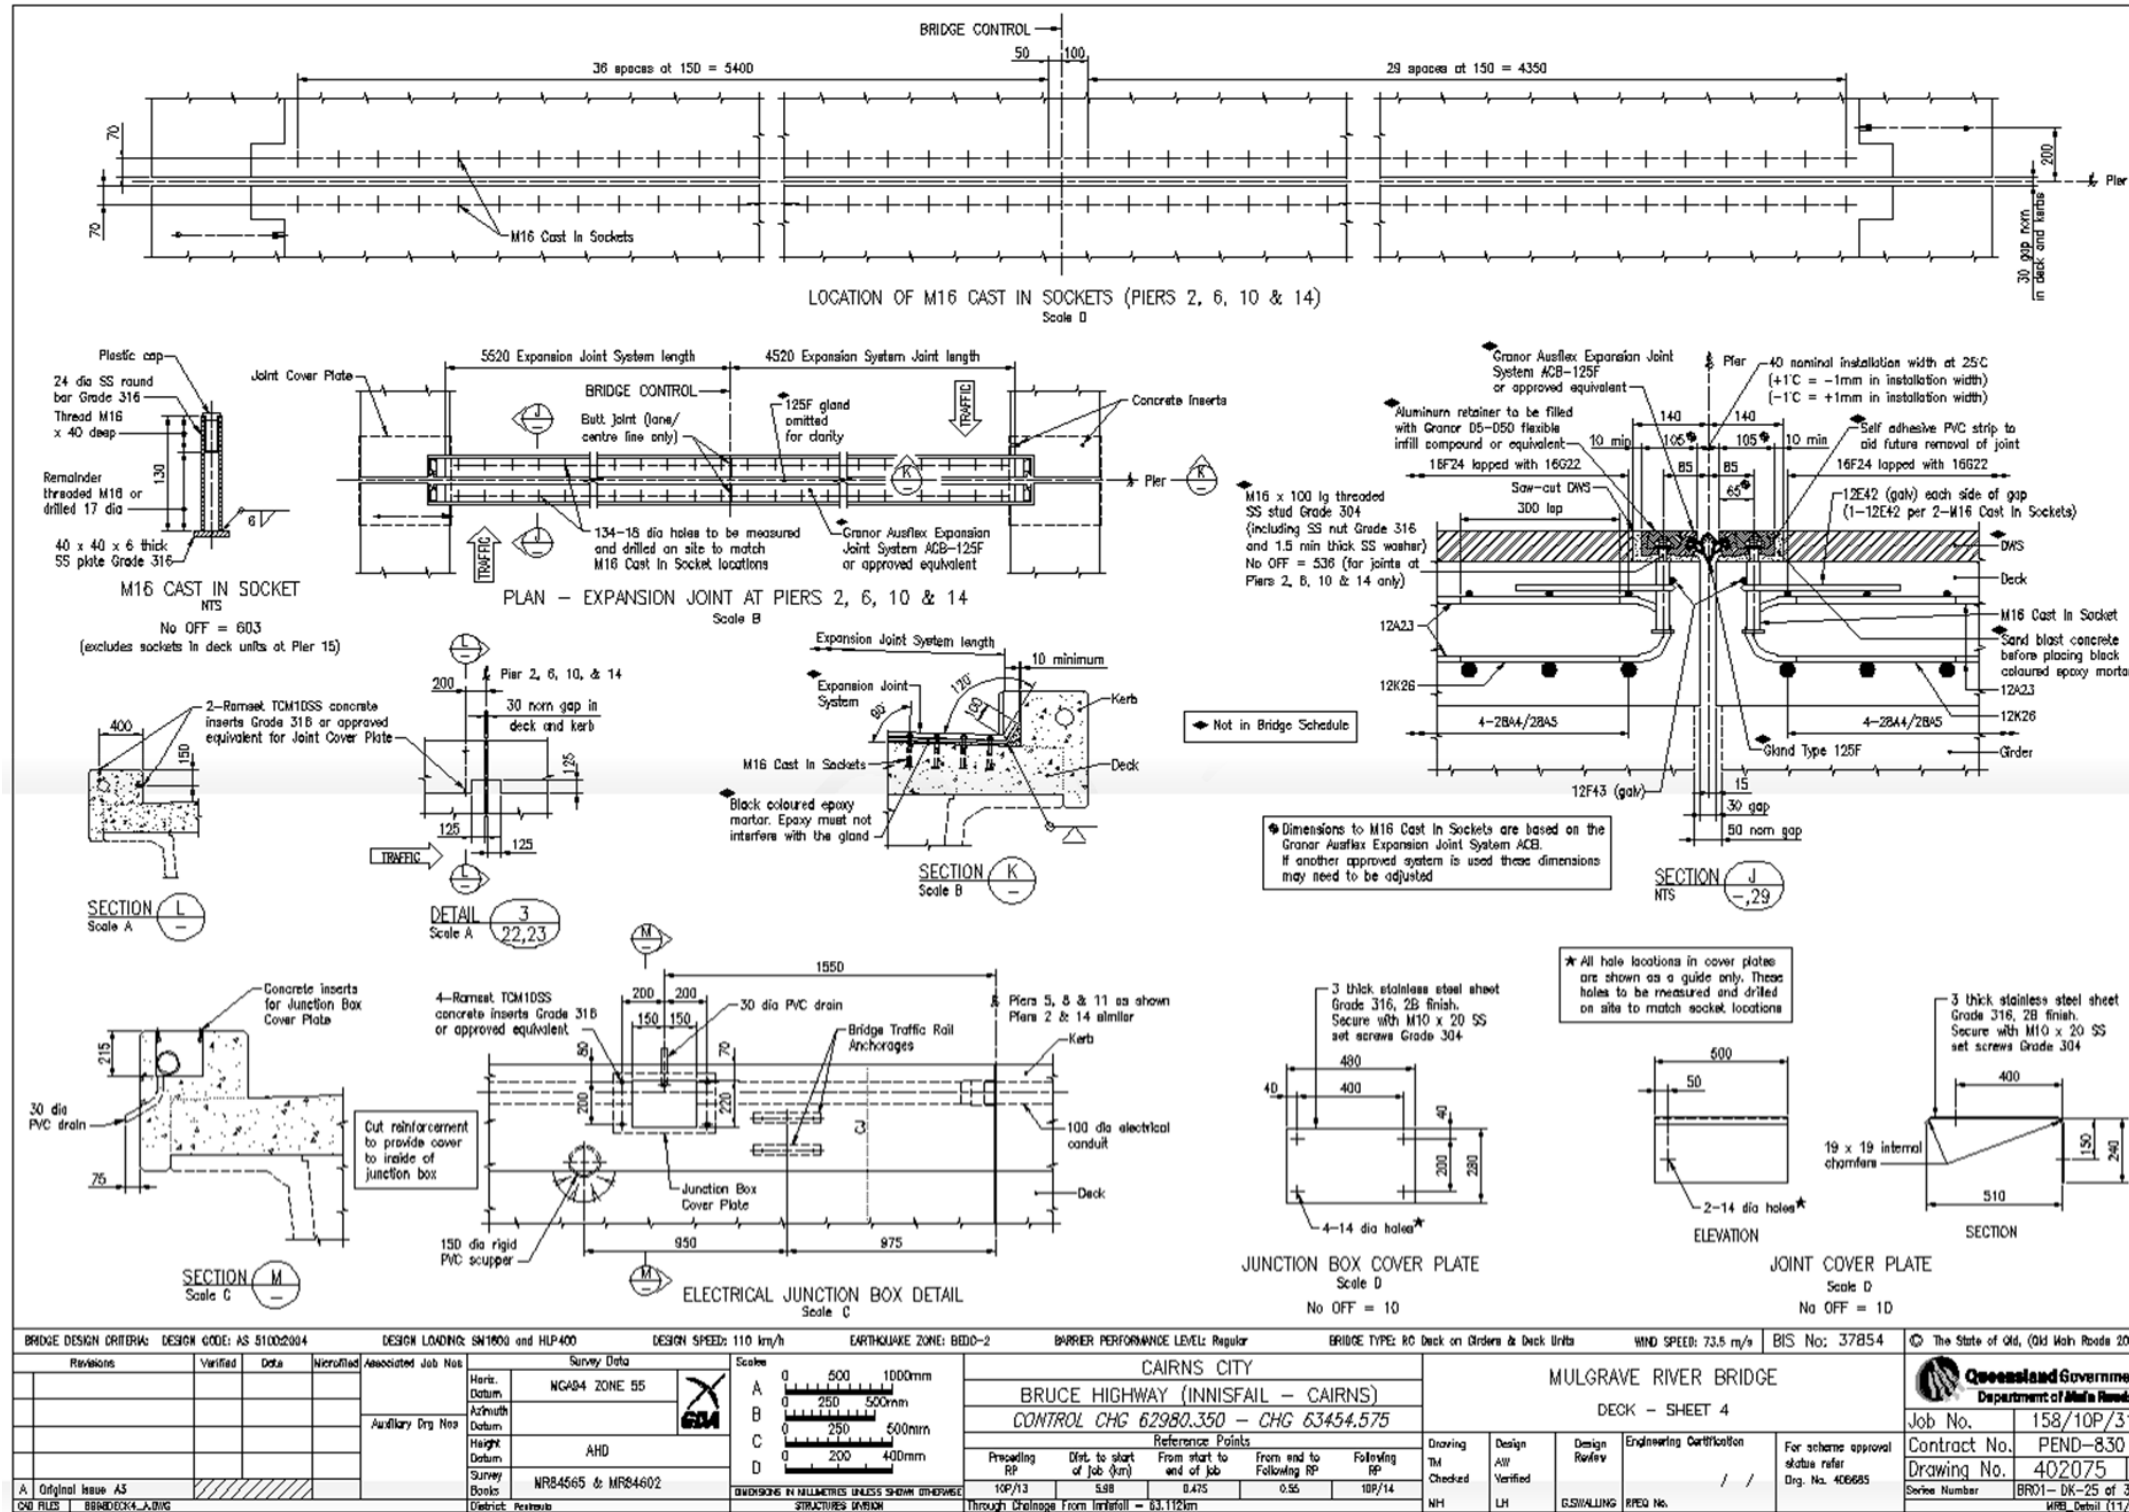 BRIDGE CONTROL
50
100
36 spaces at 150 = 5400
29 spaces at 150 = 4350
70
70
200
Pier
30 gap nom
in deck and kerbs
M16 Cast In Sockets
LOCATION OF M16 CAST IN SOCKETS (PIERS 2, 6, 10 & 14)
Scale D
Plastic cap
24 dia SS round
bar Grade 316
Thread M16
x 40 deep
130
Remainder
threaded M16 or
drilled 17 dia
6
40 x 40 x 6 thick
SS plate Grade 316
M16 CAST IN SOCKET
NTS
No OFF = 603
(excludes sockets in deck units at Pier 15)
Joint Cover Plate
5520 Expansion Joint System length
4520 Expansion System Joint length
BRIDGE CONTROL
J
Butt joint (lane/
centre line only)
125F gland
omitted
for clarity
TRAFFIC
Concrete Inserts
K
Pier
K
J
TRAFFIC
134-18 dia holes to be measured
and drilled on site to match
M16 Cast In Socket locations
Granor Ausflex Expansion
Joint System ACB-125F
or approved equivalent
PLAN - EXPANSION JOINT AT PIERS 2, 6, 10 & 14
Scale B
Granor Ausflex Expansion Joint
System ACB-125F
or approved equivalent
Pier
40 nominal installation width at 25°C
(+1°C = -1mm in installation width)
(-1°C = +1mm in installation width)
Aluminum retainer to be filled
with Granor D5-D50 flexible
infill compound or equivalent
140
140
10 min
105
105
10 min
Self adhesive PVC strip to
aid future removal of joint
16F24 lapped with 16G22
85
85
16F24 lapped with 16G22
Saw-cut DWS
65
M16 x 100 lg threaded
SS stud Grade 304
(including SS nut Grade 316
and 1.5 min thick SS washer)
No OFF = 536 (for joints at
Piers 2, 6, 10 & 14 only)
300 lap
12E42 (galv) each side of gap
(1-12E42 per 2-M16 Cast In Sockets)
DWS
Deck
M16 Cast In Socket
Sand blast concrete
before placing black
coloured epoxy mortar
12A23
12A23
12K26
12K26
4-28A4/28A5
4-28A4/28A5
Gland Type 125F
Girder
12F43 (galv)
15
30 gap
50 nom gap
Not in Bridge Schedule
Dimensions to M16 Cast In Sockets are based on the
Granor Ausflex Expansion Joint System ACB.
If another approved system is used these dimensions
may need to be adjusted
SECTION J
NTS -,29
2-Ramset TCM10SS concrete
inserts Grade 316 or approved
equivalent for Joint Cover Plate
400
150
SECTION L
Scale A -
L
Pier 2, 6, 10, & 14
200
30 nom gap in
deck and kerb
125
125
125
TRAFFIC
L
DETAIL 3
Scale A 22,23
Expansion Joint System length
10 minimum
Expansion Joint
System
120°
100
60°
Kerb
M16 Cast In Sockets
Deck
Black coloured epoxy
mortar. Epoxy must not
interfere with the gland
SECTION K
Scale B -
Concrete inserts
for Junction Box
Cover Plate
215
30 dia
PVC drain
75
Cut reinforcement
to provide cover
to inside of
junction box
SECTION M
Scale C -
M
1550
4-Ramset TCM10SS
concrete inserts Grade 316
or approved equivalent
200
200
150
150
30 dia PVC drain
Bridge Traffic Rail
Anchorages
Piers 5, 8 & 11 as shown
Piers 2 & 14 similar
Kerb
80
70
200
220
100 dia electrical
conduit
Junction Box
Cover Plate
Deck
150 dia rigid
PVC scupper
950
975
M
ELECTRICAL JUNCTION BOX DETAIL
Scale C
3 thick stainless steel sheet
Grade 316, 2B finish.
Secure with M10 x 20 SS
set screws Grade 304
480
40
400
40
200
280
4-14 dia holes★
JUNCTION BOX COVER PLATE
Scale D
No OFF = 10
★ All hole locations in cover plates
are shown as a guide only. These
holes to be measured and drilled
on site to match socket locations
500
50
2-14 dia holes★
ELEVATION
3 thick stainless steel sheet
Grade 316, 2B finish.
Secure with M10 x 20 SS
set screws Grade 304
400
19 x 19 internal
chamfers
150
240
510
SECTION
JOINT COVER PLATE
Scale D
No OFF = 10
BRIDGE DESIGN CRITERIA: DESIGN CODE: AS 5100:2004 DESIGN LOADING: SM1600 and HLP400 DESIGN SPEED: 110 km/h EARTHQUAKE ZONE: BEDC-2 BARRIER PERFORMANCE LEVEL: Regular BRIDGE TYPE: RC Deck on Girders & Deck Units WIND SPEED: 73.5 m/s BIS No: 37854 © The State of Qld, (Qld Main Roads 20
Revisions Verified Date Microfilmed Associated Job Nos
Auxiliary Drg Nos
A Original Issue A3
CAD FILES
Survey Data
Horiz. Datum MGA94 ZONE 55
Azimuth Datum
GDA
Height Datum AHD
Survey Books MR84565 & MR84602
District: Peninsula
Scales
A 0 500 1000mm
B 0 250 500mm
C 0 250 500mm
D 0 200 400mm
DIMENSIONS IN MILLIMETRES UNLESS SHOWN OTHERWISE
STRUCTURES DIVISION
CAIRNS CITY
BRUCE HIGHWAY (INNISFAIL - CAIRNS)
CONTROL CHG 62980.350 - CHG 63454.575
Reference Points
Preceding RP Dist. to start of job (km) From start to end of job From end to Following RP Following RP
10P/13 5.98 0.475 0.55 10P/14
Through Chainage From Innisfail - 63.112km
MULGRAVE RIVER BRIDGE
DECK - SHEET 4
Drawing Design Design Review Engineering Certification
TM AW
Checked Verified
NH LH G.SWALLING RPEQ No. / /
For scheme approval
status refer
Drg. No. 406685
Queensland Governme
Department of Main Roads
Job No. 158/10P/3
Contract No. PEND-830
Drawing No. 402075
Series Number BR01-DK-25 of 3
MRB_Detail (11/